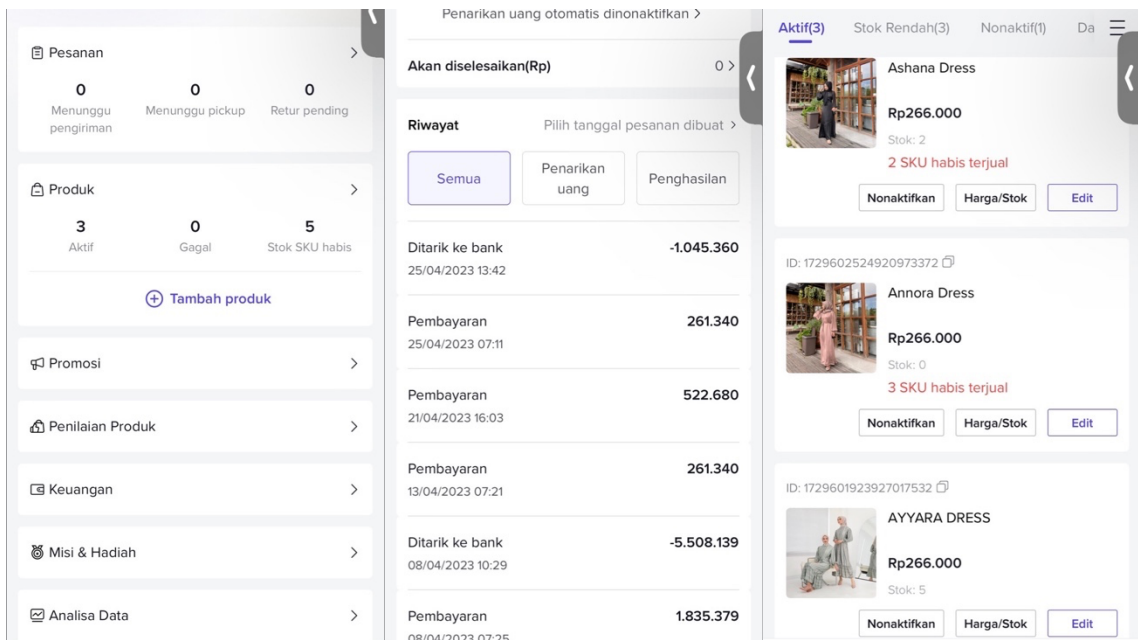 Pesanan
0 0 0
Menunggu pengiriman Menunggu pickup Retur pending
Produk
3 0 5
Aktif Gagal Stok SKU habis
Tambah produk
Promosi
Penilaian Produk
Keuangan
Misi & Hadiah
Analisa Data
Penarikan uang otomatis dinonaktifkan >
Akan diselesaikan(Rp) 0 >
Riwayat Pilih tanggal pesanan dibuat >
Semua Penarikan uang Penghasilan
Ditarik ke bank -1.045.360
25/04/2023 13:42
Pembayaran 261.340
25/04/2023 07:11
Pembayaran 522.680
21/04/2023 16:03
Pembayaran 261.340
13/04/2023 07:21
Ditarik ke bank -5.508.139
08/04/2023 10:29
Pembayaran 1.835.379
08/04/2023 07:25
Aktif(3) Stok Rendah(3) Nonaktif(1) Da
Ashana Dress
Rp266.000
Stok: 2
2 SKU habis terjual
Nonaktifkan Harga/Stok Edit
ID: 1729602524920973372
Annora Dress
Rp266.000
Stok: 0
3 SKU habis terjual
Nonaktifkan Harga/Stok Edit
ID: 1729601923927017532
AYYARA DRESS
Rp266.000
Stok: 5
Nonaktifkan Harga/Stok Edit